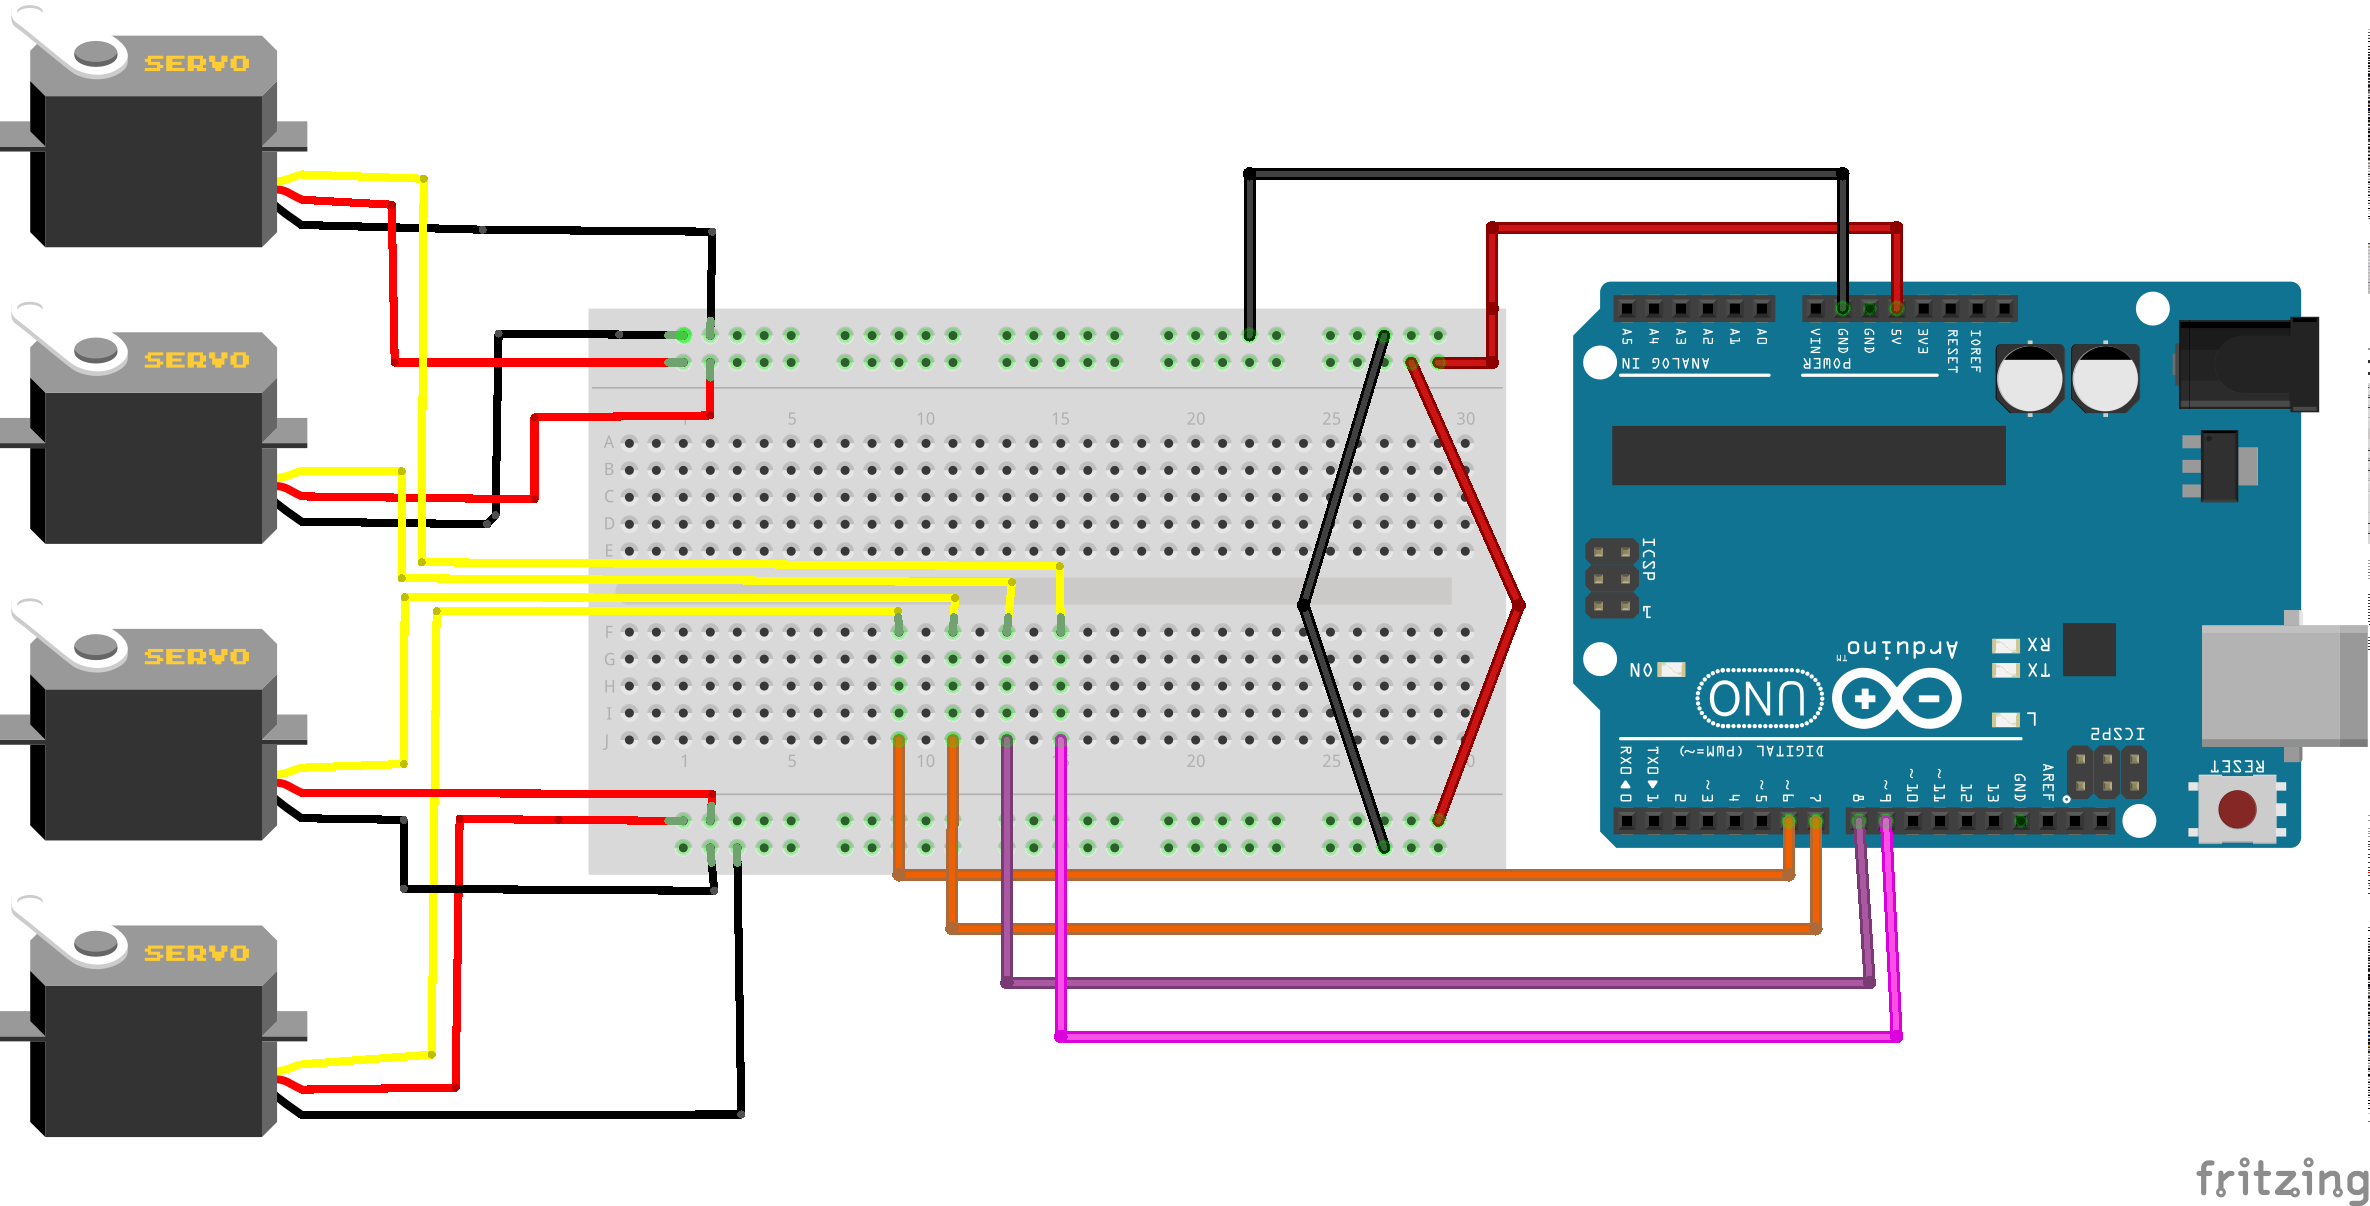 SERVO
SERVO
SERVO
SERVO
1 5 10 15 20 25 30
A
B
C
D
E
F
G
H
I
J
1 5 10 20 25
A5 A4 A3 A2 A1 A0 VIN GND GND 5V 3V3 RESET IOREF
ANALOG IN POWER
ICSP
1
Arduino
TM
UNO
ON
RX
TX
L
ICSP2
RESET
DIGITAL (PWM=~)
RX0 ◀ 0 TX0 ▶ 1 2 ~3 4 ~5 ~6 7 8 ~9 ~10 ~11 12 13 GND AREF
fritzing